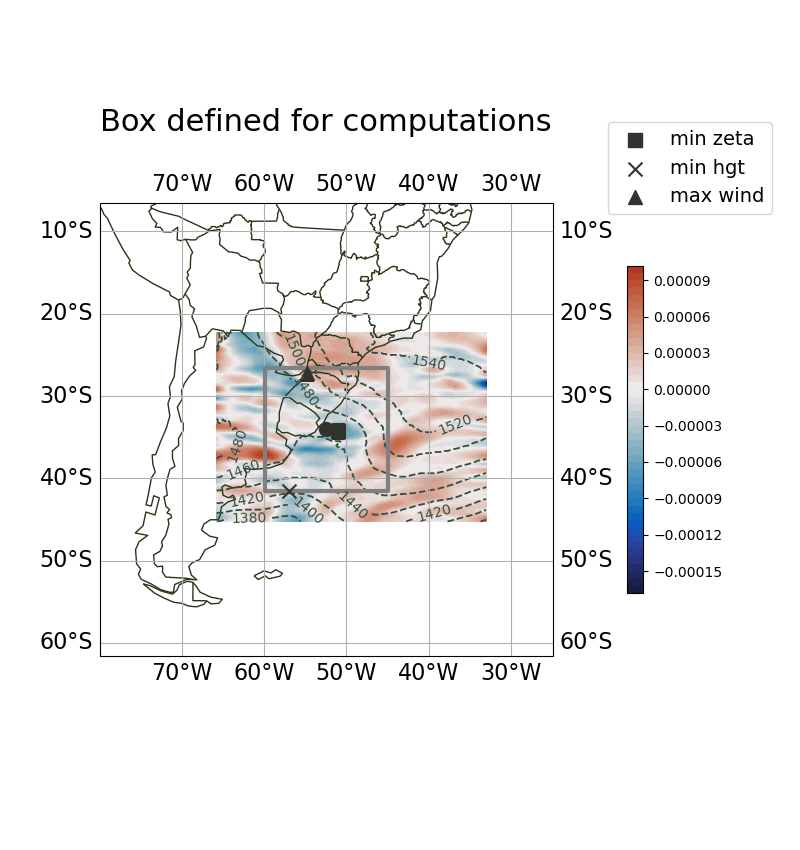 Box defined for computations
min zeta
min hgt
max wind
70°W 60°W 50°W 40°W 30°W
10°S 10°S
20°S 20°S
30°S 30°S
40°S 40°S
50°S 50°S
60°S 60°S
70°W 60°W 50°W 40°W 30°W
1500
1540
480
1520
1480
1460
1420
1400
1440
1420
1380
0.00009
0.00006
0.00003
0.00000
−0.00003
−0.00006
−0.00009
−0.00012
−0.00015